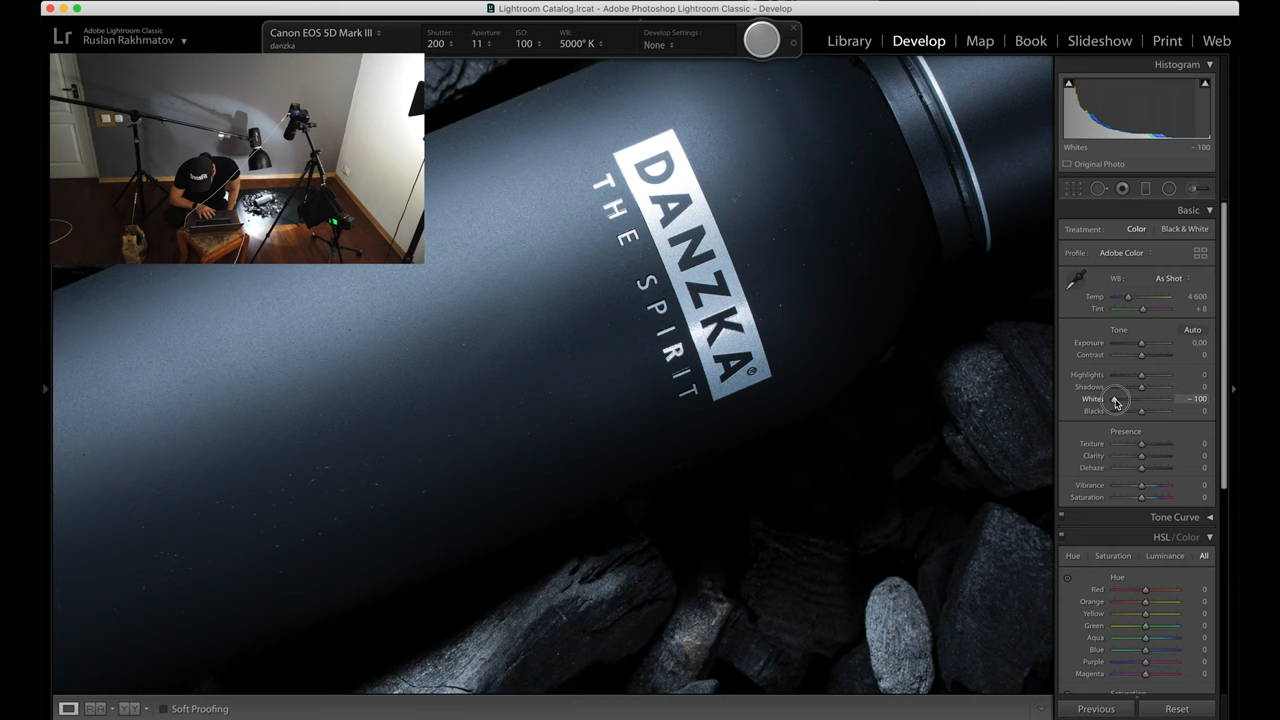 Lightroom Catalog.lrcat - Adobe Photoshop Lightroom Classic - Develop
Lr
Adobe Lightroom Classic
Ruslan Rakhmatov
Canon EOS 5D Mark III
danzka
Shutter:
200
Aperture:
11
ISO:
100
WB:
5000° K
Develop Settings:
None
Library | Develop | Map | Book | Slideshow | Print | Web
Histogram
Whites - 100
Original Photo
Basic
Treatment : Color Black & White
Profile : Adobe Color
WB : As Shot
Temp 4 600
Tint + 8
Tone Auto
Exposure 0,00
Contrast 0
Highlights 0
Shadows 0
Whites - 100
Blacks 0
Presence
Texture 0
Clarity 0
Dehaze 0
Vibrance 0
Saturation 0
Tone Curve
HSL / Color
Hue Saturation Luminance All
Hue
Red 0
Orange 0
Yellow 0
Green 0
Aqua 0
Blue 0
Purple 0
Magenta 0
Previous Reset
DANZKA®
THE SPIRIT
Soft Proofing